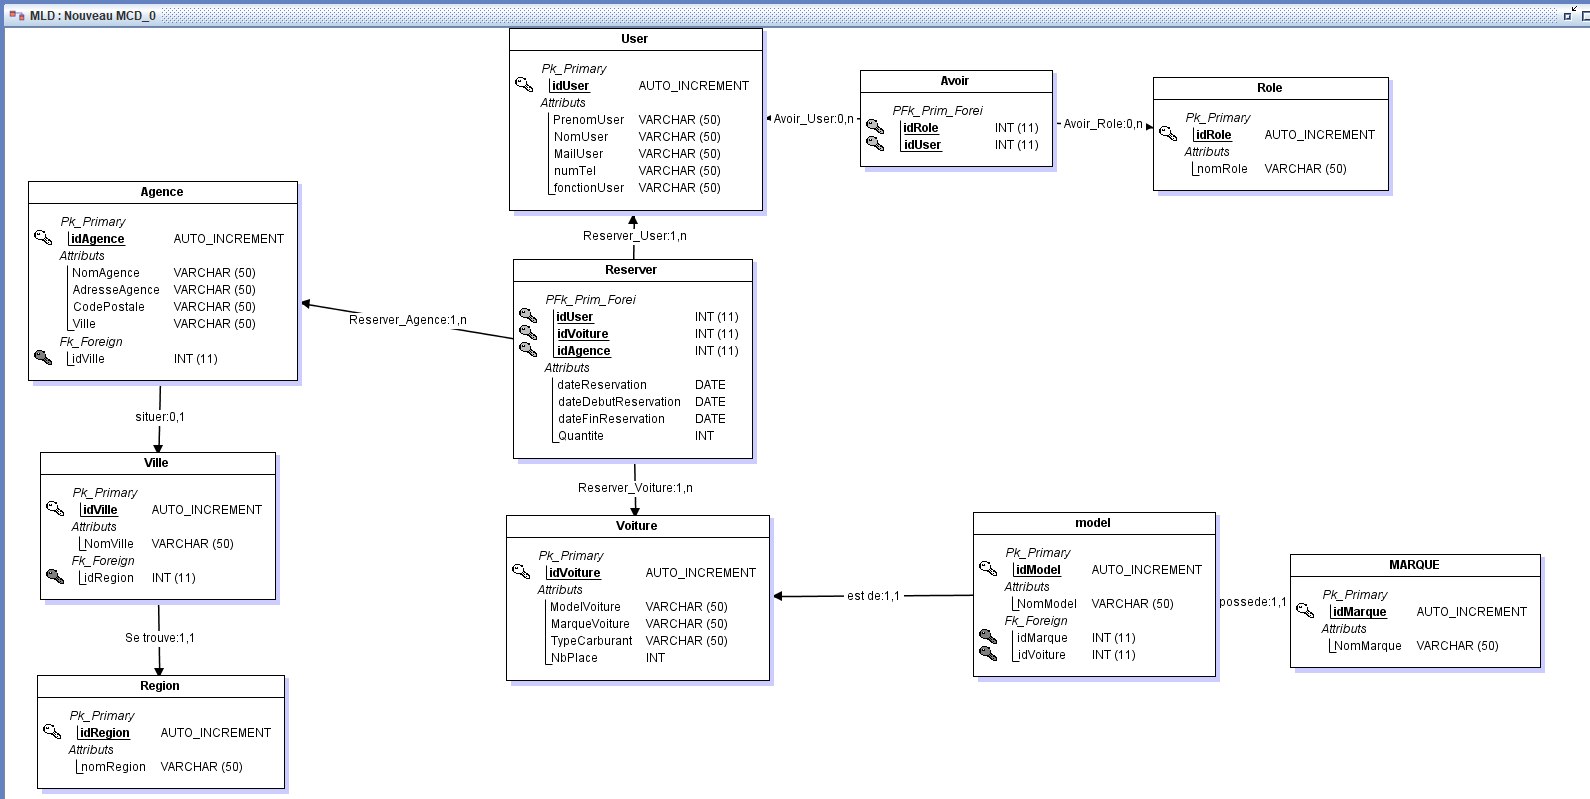 MLD : Nouveau MCD_0
User
Pk_Primary
idUser AUTO_INCREMENT
Attributs
PrenomUser VARCHAR (50)
NomUser VARCHAR (50)
MailUser VARCHAR (50)
numTel VARCHAR (50)
fonctionUser VARCHAR (50)
Avoir_User:0,n
Avoir
PFk_Prim_Forei
idRole INT (11)
idUser INT (11)
Avoir_Role:0,n
Role
Pk_Primary
idRole AUTO_INCREMENT
Attributs
nomRole VARCHAR (50)
Agence
Pk_Primary
idAgence AUTO_INCREMENT
Attributs
NomAgence VARCHAR (50)
AdresseAgence VARCHAR (50)
CodePostale VARCHAR (50)
Ville VARCHAR (50)
Fk_Foreign
idVille INT (11)
Reserver_User:1,n
Reserver_Agence:1,n
Reserver
PFk_Prim_Forei
idUser INT (11)
idVoiture INT (11)
idAgence INT (11)
Attributs
dateReservation DATE
dateDebutReservation DATE
dateFinReservation DATE
Quantite INT
situer:0,1
Ville
Pk_Primary
idVille AUTO_INCREMENT
Attributs
NomVille VARCHAR (50)
Fk_Foreign
idRegion INT (11)
Reserver_Voiture:1,n
Voiture
Pk_Primary
idVoiture AUTO_INCREMENT
Attributs
ModelVoiture VARCHAR (50)
MarqueVoiture VARCHAR (50)
TypeCarburant VARCHAR (50)
NbPlace INT
est de:1,1
model
Pk_Primary
idModel AUTO_INCREMENT
Attributs
NomModel VARCHAR (50)
Fk_Foreign
idMarque INT (11)
idVoiture INT (11)
possede:1,1
MARQUE
Pk_Primary
idMarque AUTO_INCREMENT
Attributs
NomMarque VARCHAR (50)
Se trouve:1,1
Region
Pk_Primary
idRegion AUTO_INCREMENT
Attributs
nomRegion VARCHAR (50)